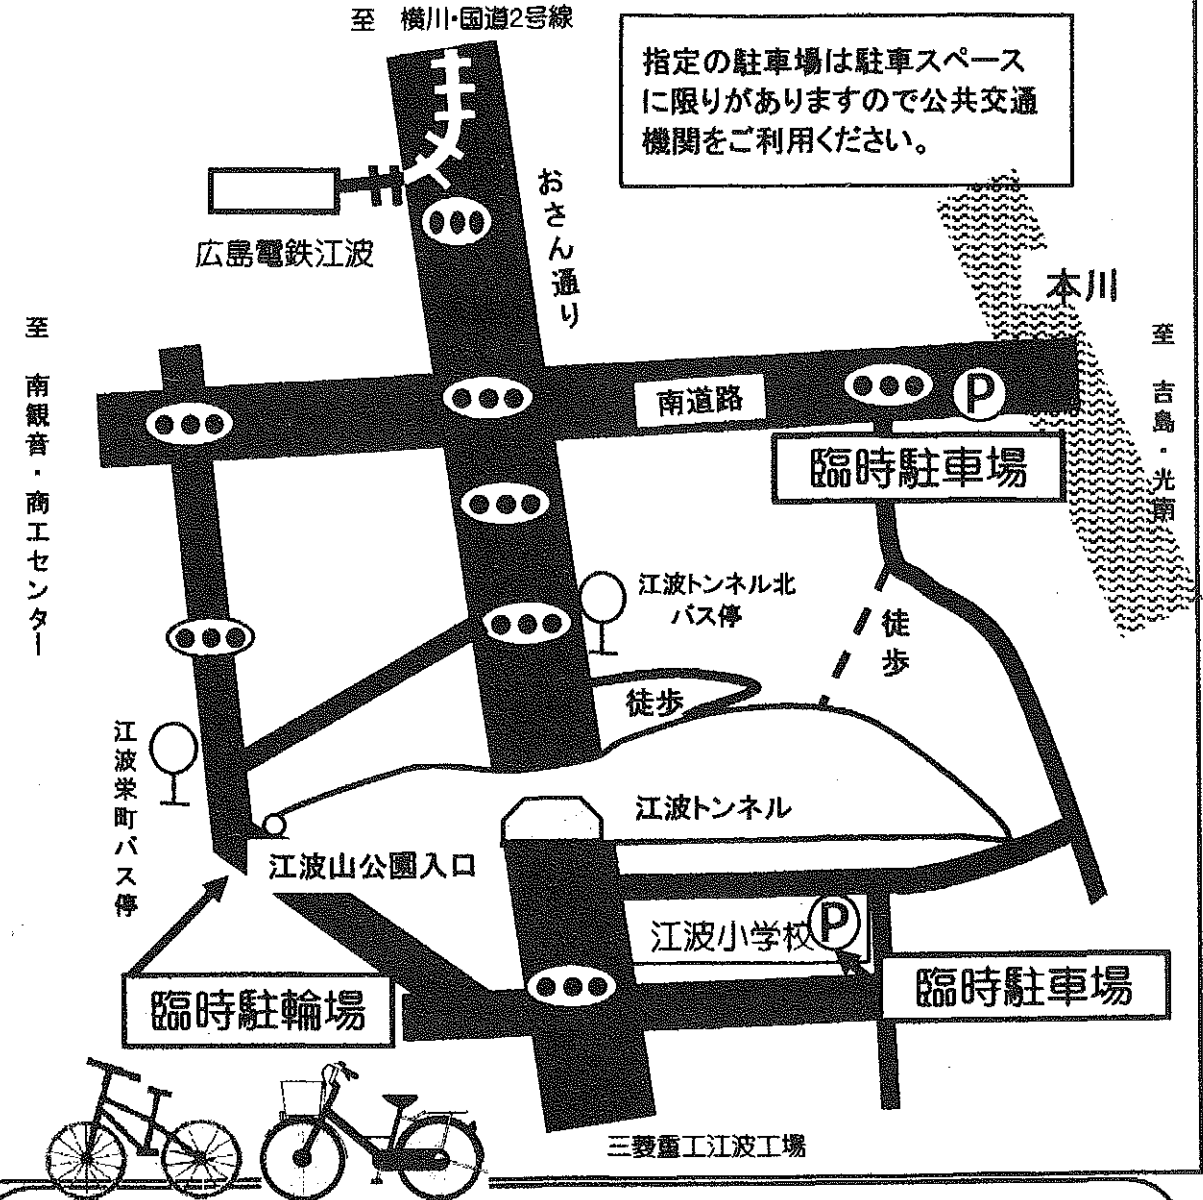 至 横川・国道2号線
指定の駐車場は駐車スペース
に限りがありますので公共交通
機関をご利用ください。
おさん通り
広島電鉄江波
本川
至 南観音・商工センター
至 吉島・光南
南道路
P
臨時駐車場
江波トンネル北
バス停
徒歩
徒歩
江波栄町バス停
江波トンネル
江波山公園入口
江波小学校
P
臨時駐車場
臨時駐輪場
三菱重工江波工場